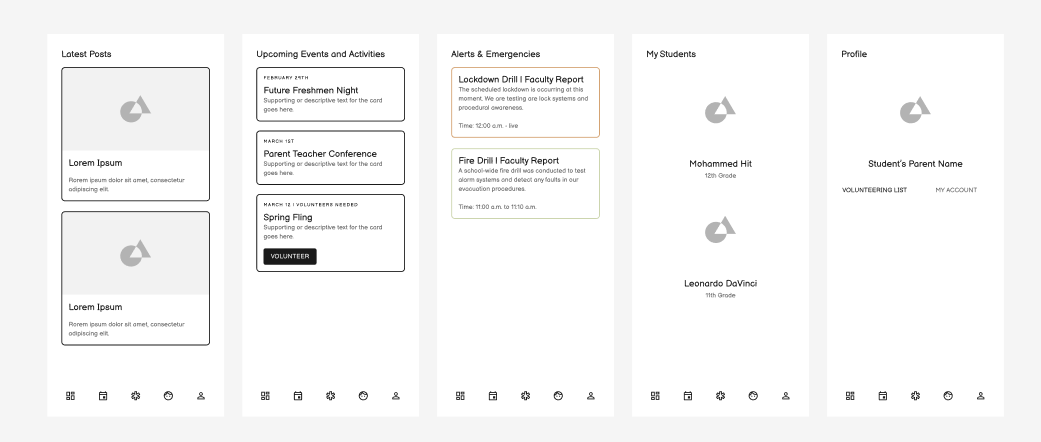 Latest Posts
Lorem Ipsum
Rorem ipsum dolor sit amet, consectetur
adipiscing elit.
Lorem Ipsum
Rorem ipsum dolor sit amet, consectetur
adipiscing elit.
Upcoming Events and Activities
FEBRUARY 29TH
Future Freshmen Night
Supporting or descriptive text for the card
goes here.
MARCH 1ST
Parent Teacher Conference
Supporting or descriptive text for the card
goes here.
MARCH 12 | VOLUNTEERS NEEDED
Spring Fling
Supporting or descriptive text for the card
goes here.
VOLUNTEER
Alerts & Emergencies
Lockdown Drill | Faculty Report
The scheduled lockdown is occurring at this
moment. We are testing are lock systems and
procedural awareness.
Time: 12:00 a.m. - live
Fire Drill | Faculty Report
A school-wide fire drill was conducted to test
alarm systems and detect any faults in our
evacuation procedures.
Time: 11:00 a.m. to 11:10 a.m.
My Students
Mohammed Hit
12th Grade
Leonardo DaVinci
11th Grade
Profile
Student's Parent Name
VOLUNTEERING LIST
MY ACCOUNT